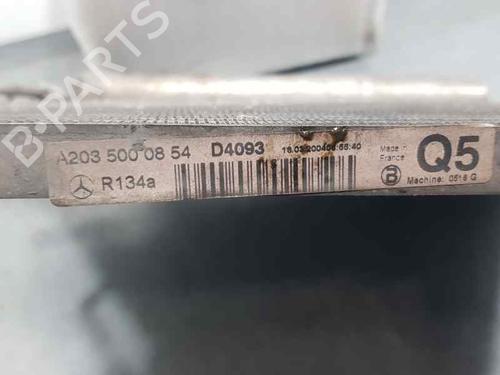 A203 500 08 54 D4093
R134a
Made in
France
Machine: 0518 G
Q5
B-PARTS